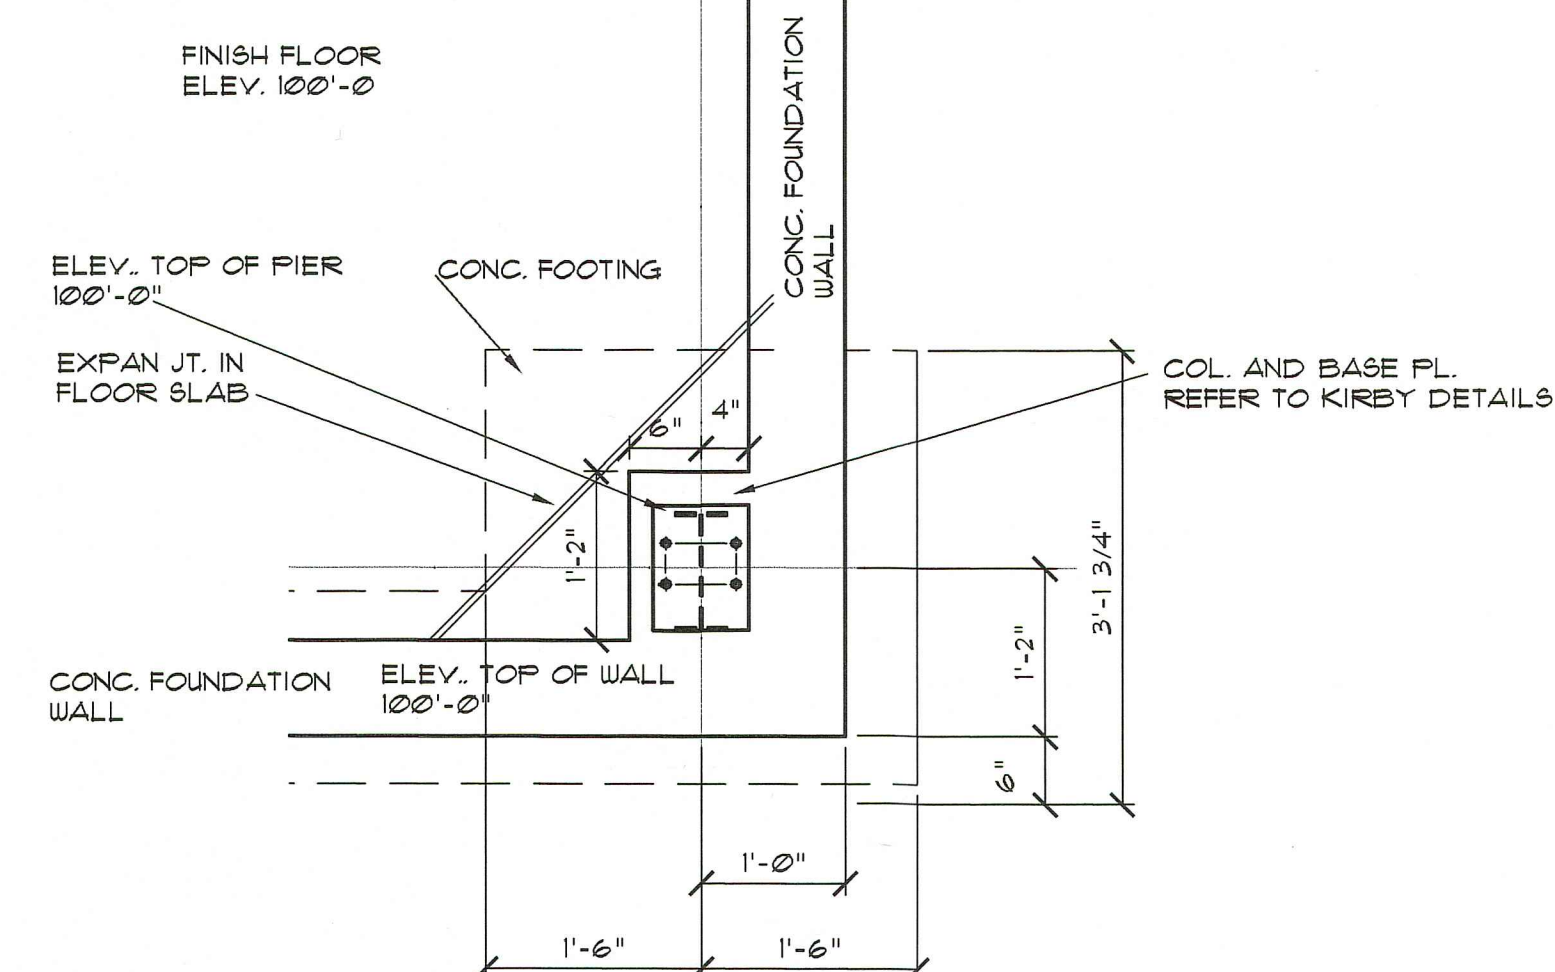 FINISH FLOOR
ELEV. 100'-0
CONC. FOUNDATION
WALL
ELEV.. TOP OF PIER
100'-0"
CONC. FOOTING
EXPAN JT. IN
FLOOR SLAB
COL. AND BASE PL.
REFER TO KIRBY DETAILS
6"
4"
1'-2"
3'-1 3/4"
1'-2"
CONC. FOUNDATION
WALL
ELEV.. TOP OF WALL
100'-0"
6"
1'-0"
1'-6"
1'-6"